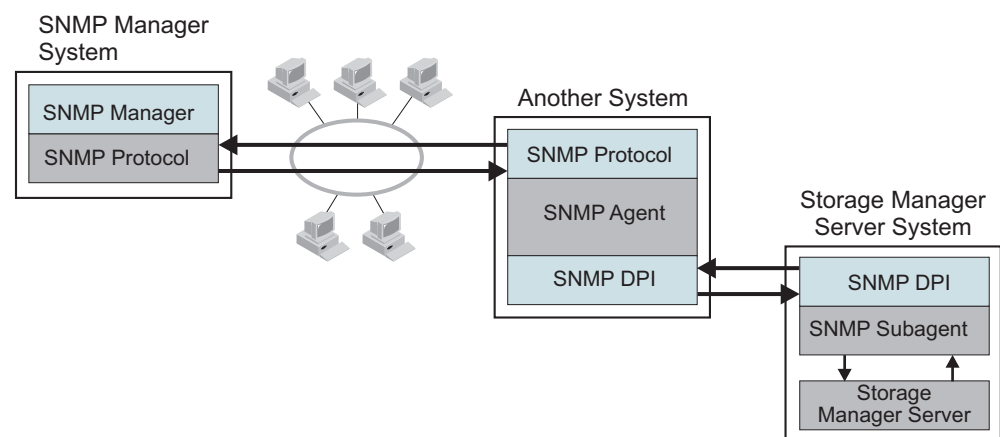 SNMP Manager
System
SNMP Manager
SNMP Protocol
Another System
SNMP Protocol
SNMP Agent
SNMP DPI
Storage Manager
Server System
SNMP DPI
SNMP Subagent
Storage
Manager Server